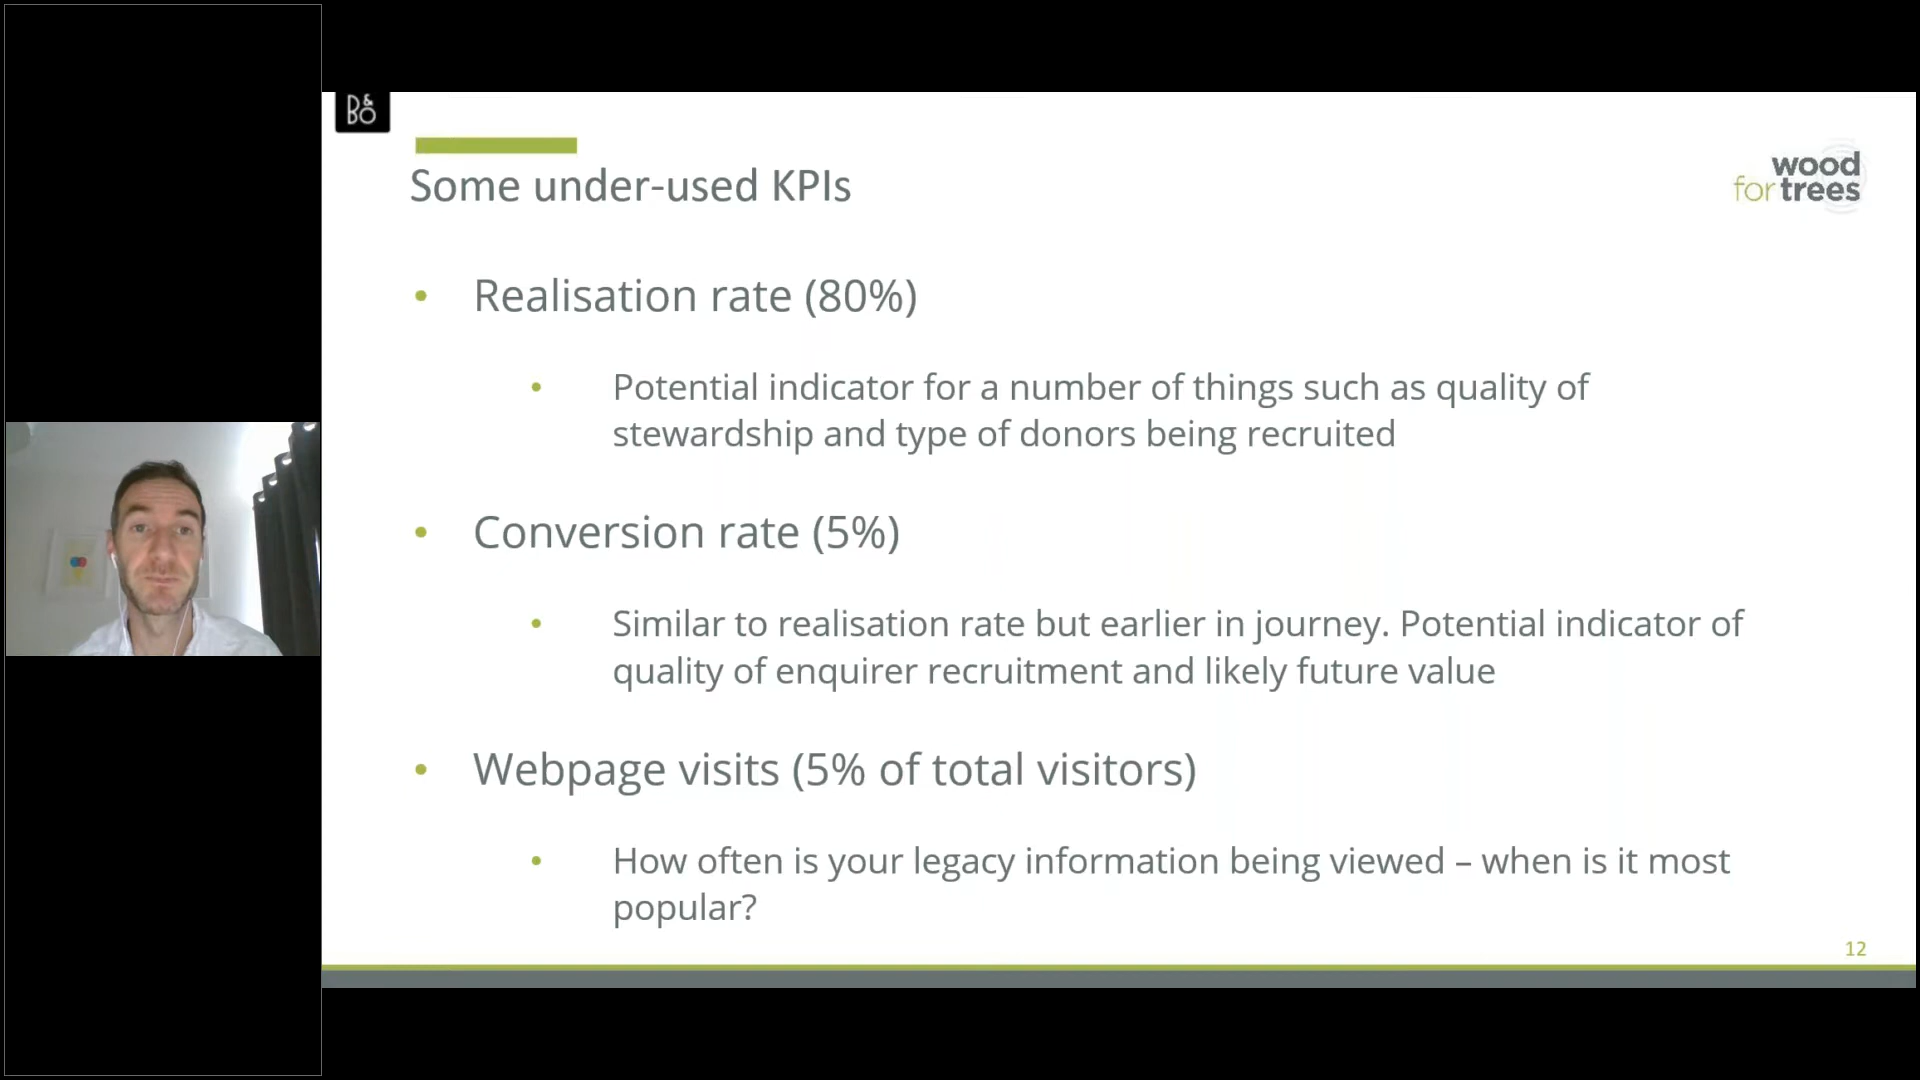 B&O
Some under-used KPIs
wood
for trees
• Realisation rate (80%)
• Potential indicator for a number of things such as quality of
stewardship and type of donors being recruited
• Conversion rate (5%)
• Similar to realisation rate but earlier in journey. Potential indicator of
quality of enquirer recruitment and likely future value
• Webpage visits (5% of total visitors)
• How often is your legacy information being viewed – when is it most
popular?
12